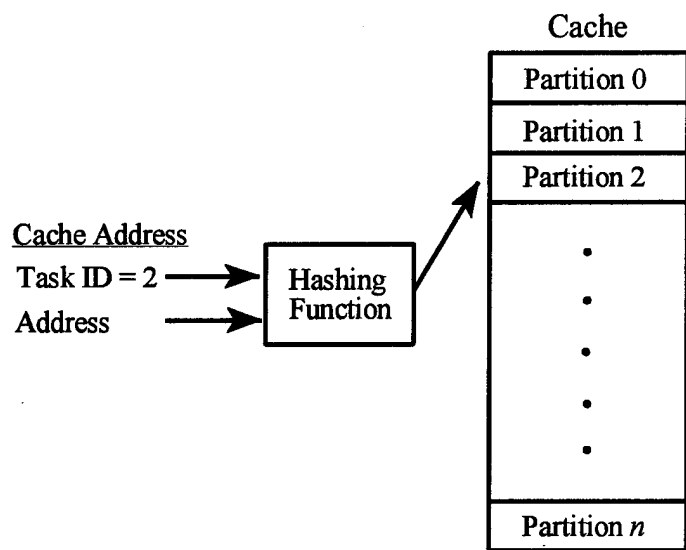 Cache
Partition 0
Partition 1
Partition 2
Cache Address
Task ID = 2
Address
Hashing
Function
Partition n